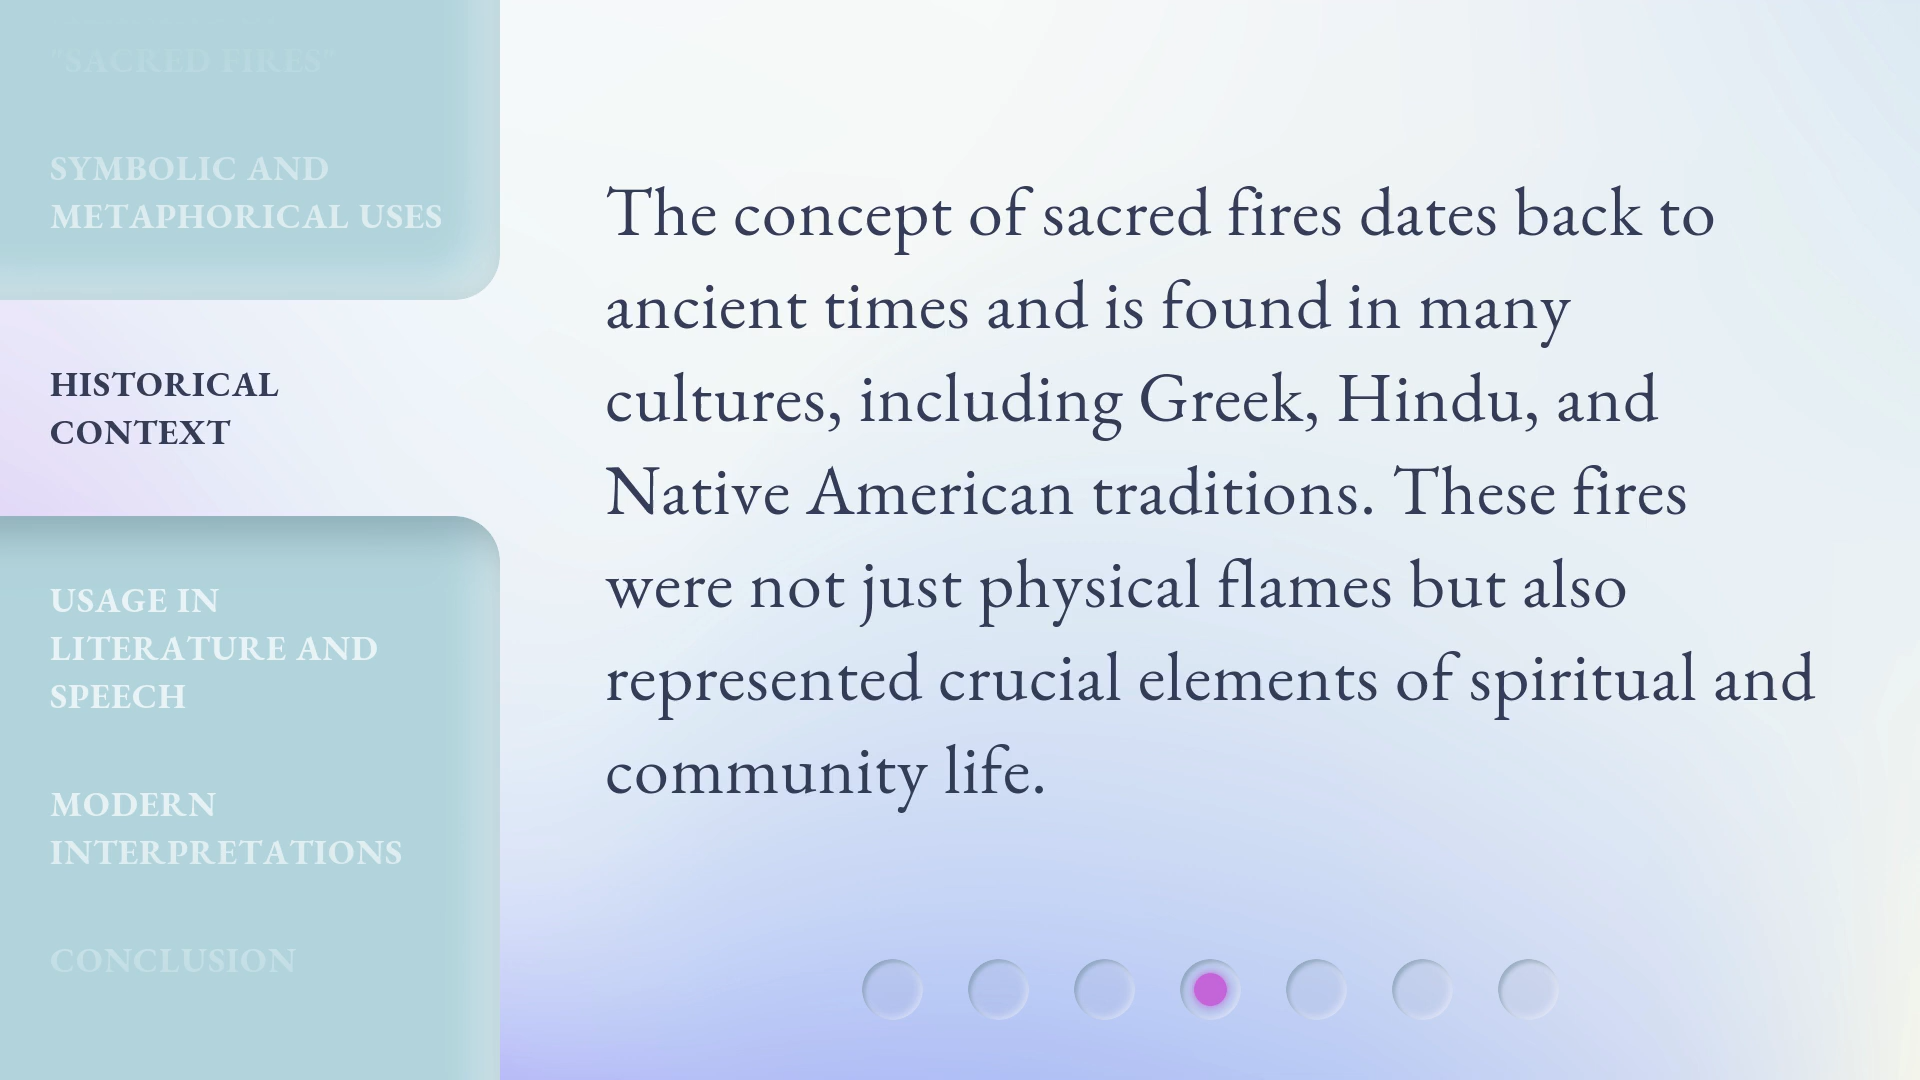 "SACRED FIRES"
SYMBOLIC AND
METAPHORICAL USES
HISTORICAL
CONTEXT
USAGE IN
LITERATURE AND
SPEECH
MODERN
INTERPRETATIONS
CONCLUSION
The concept of sacred fires dates back to
ancient times and is found in many
cultures, including Greek, Hindu, and
Native American traditions. These fires
were not just physical flames but also
represented crucial elements of spiritual and
community life.